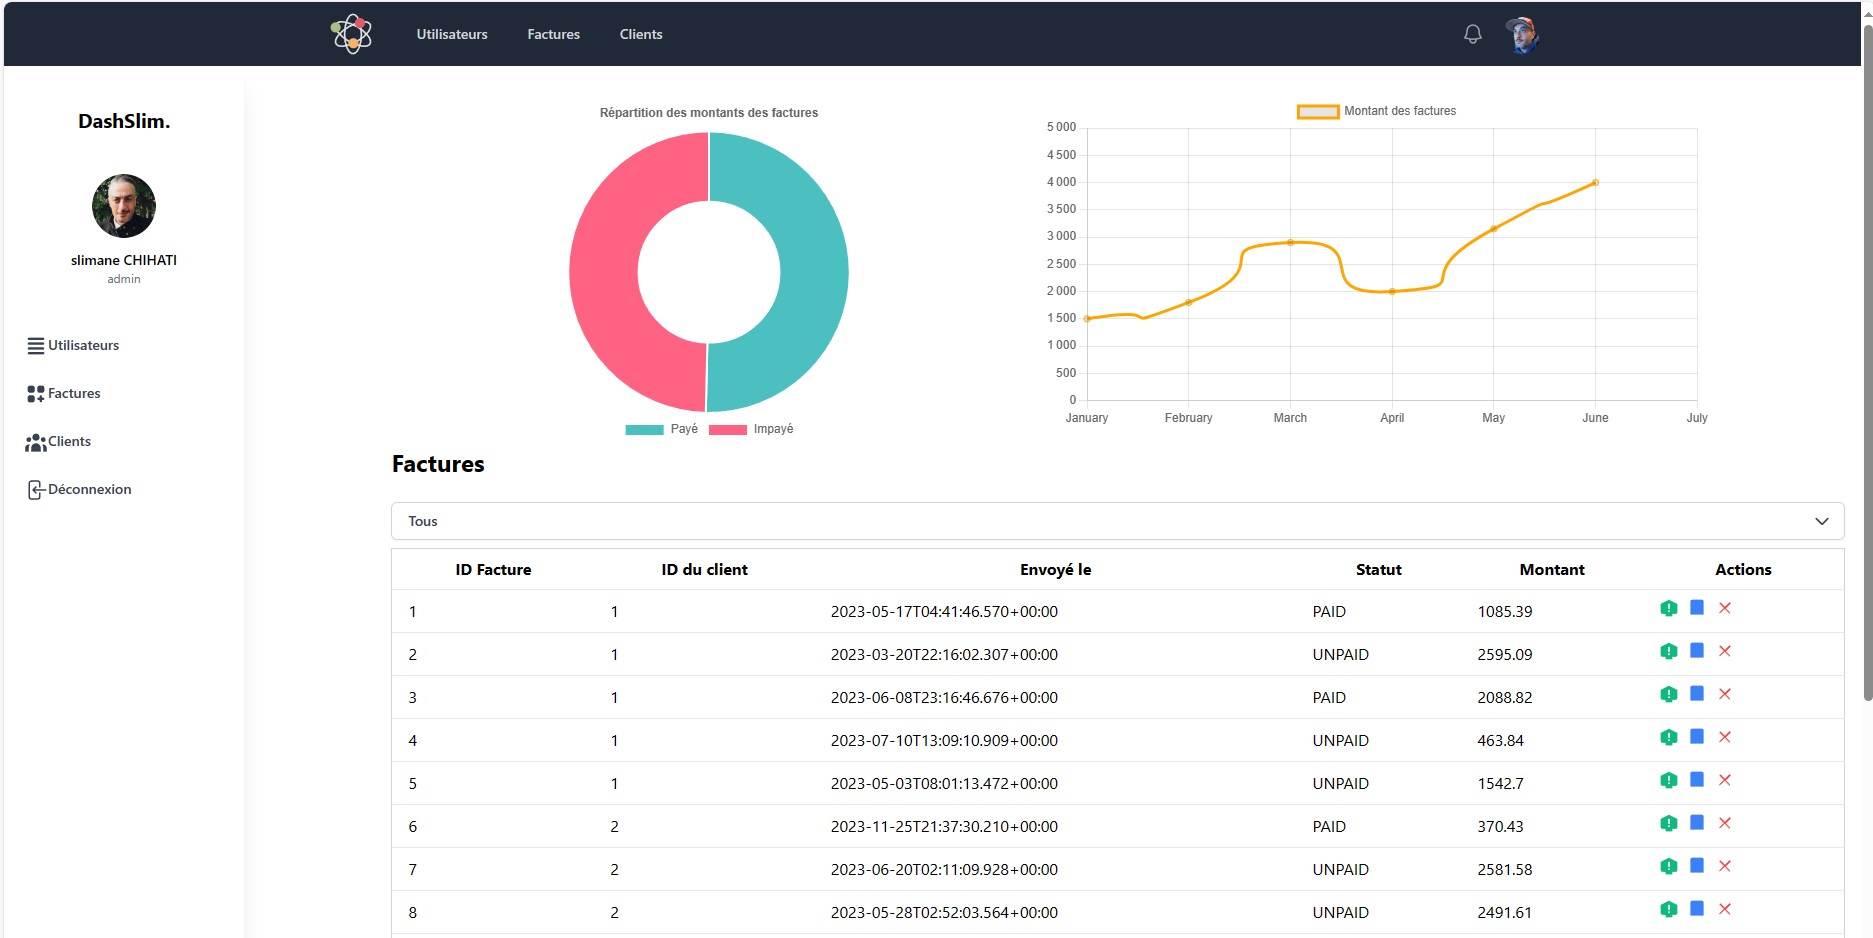 Utilisateurs Factures Clients
DashSlim.
slimane CHIHATI
admin
Utilisateurs
Factures
Clients
Déconnexion
Répartition des montants des factures
Payé Impayé
Montant des factures
5 000
4 500
4 000
3 500
3 000
2 500
2 000
1 500
1 000
500
0
January February March April May June July
Factures
Tous
ID Facture ID du client Envoyé le Statut Montant Actions
1 1 2023-05-17T04:41:46.570+00:00 PAID 1085.39
2 1 2023-03-20T22:16:02.307+00:00 UNPAID 2595.09
3 1 2023-06-08T23:16:46.676+00:00 PAID 2088.82
4 1 2023-07-10T13:09:10.909+00:00 UNPAID 463.84
5 1 2023-05-03T08:01:13.472+00:00 UNPAID 1542.7
6 2 2023-11-25T21:37:30.210+00:00 PAID 370.43
7 2 2023-06-20T02:11:09.928+00:00 UNPAID 2581.58
8 2 2023-05-28T02:52:03.564+00:00 UNPAID 2491.61